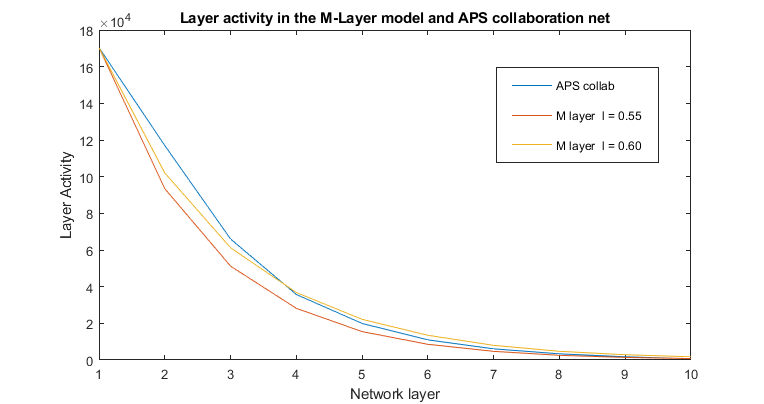 Layer activity in the M-Layer model and APS collaboration net
×10^4
18
16
14
12
10
8
6
4
2
0
Layer Activity
APS collab
M layer l = 0.55
M layer l = 0.60
1 2 3 4 5 6 7 8 9 10
Network layer